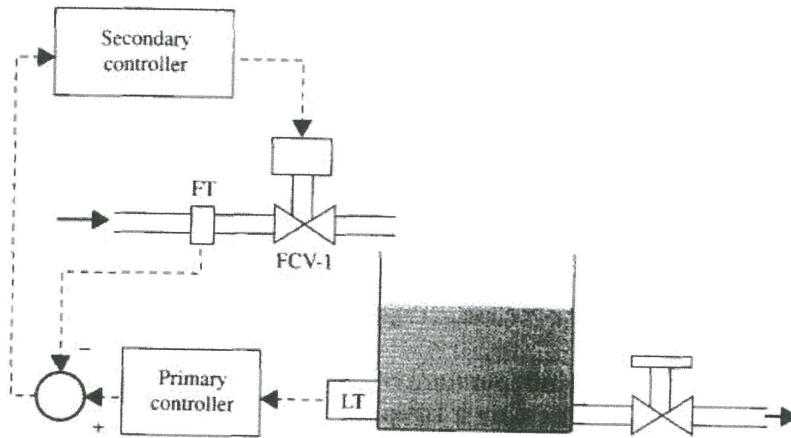 Secondary
controller
FT
FCV-1
−
Primary
controller
LT
+